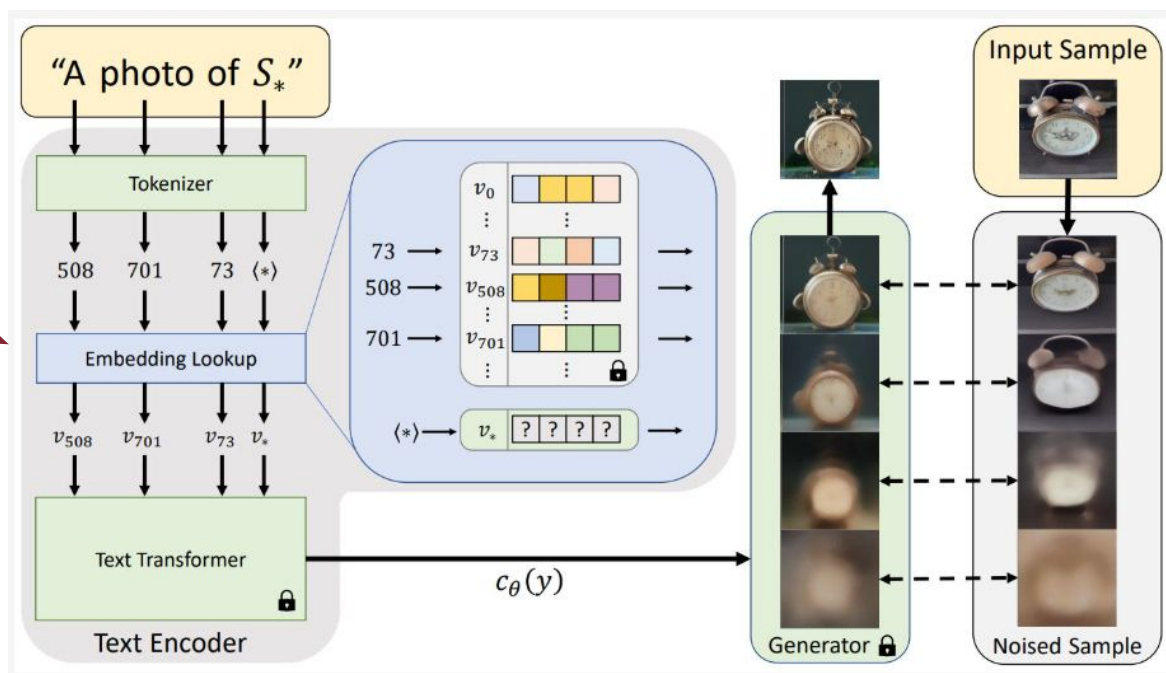 “A photo of S*”
Tokenizer
508 701 73 ⟨*⟩
Embedding Lookup
v508 v701 v73 v*
Text Transformer
Text Encoder
v0
⋮ ⋮
73 v73
508 v508
⋮ ⋮
701 v701
⋮ ⋮
⟨*⟩ v* ? ? ? ?
cθ(y)
Generator
Input Sample
Noised Sample